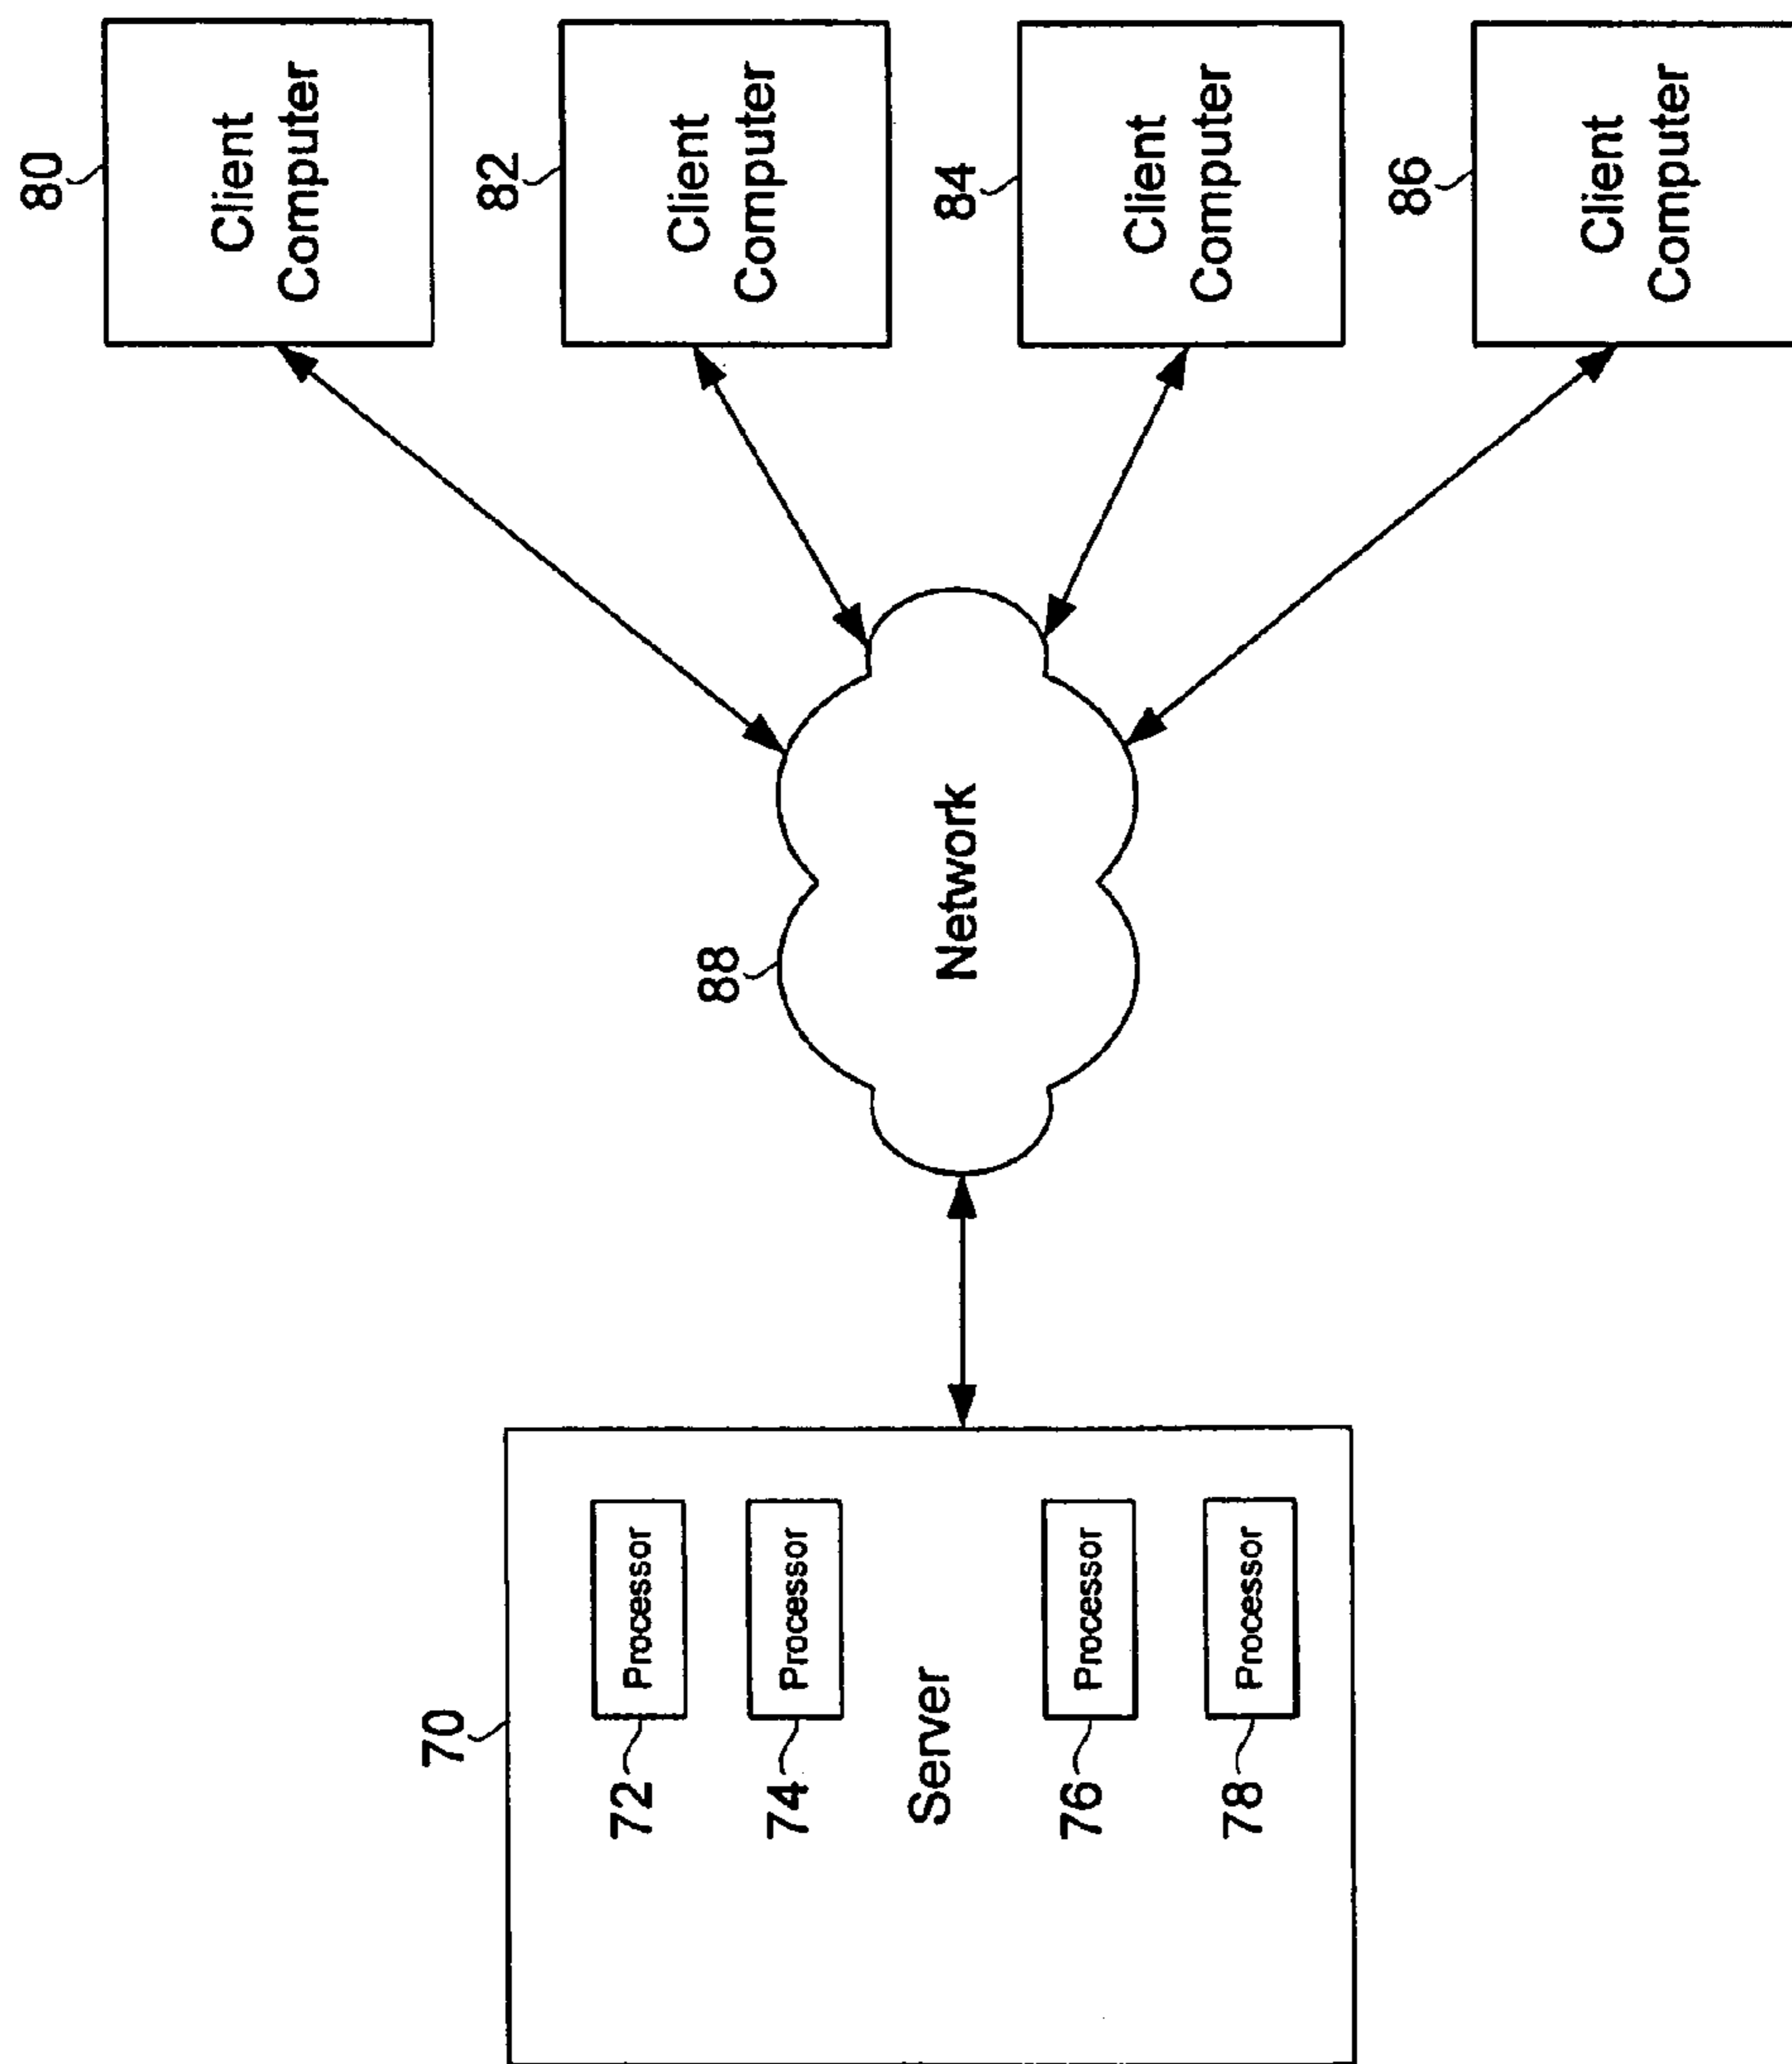 70
72
Processor
74
Processor
Server
76
Processor
78
Processor
88
Network
80
Client
Computer
82
Client
Computer
84
Client
Computer
86
Client
Computer